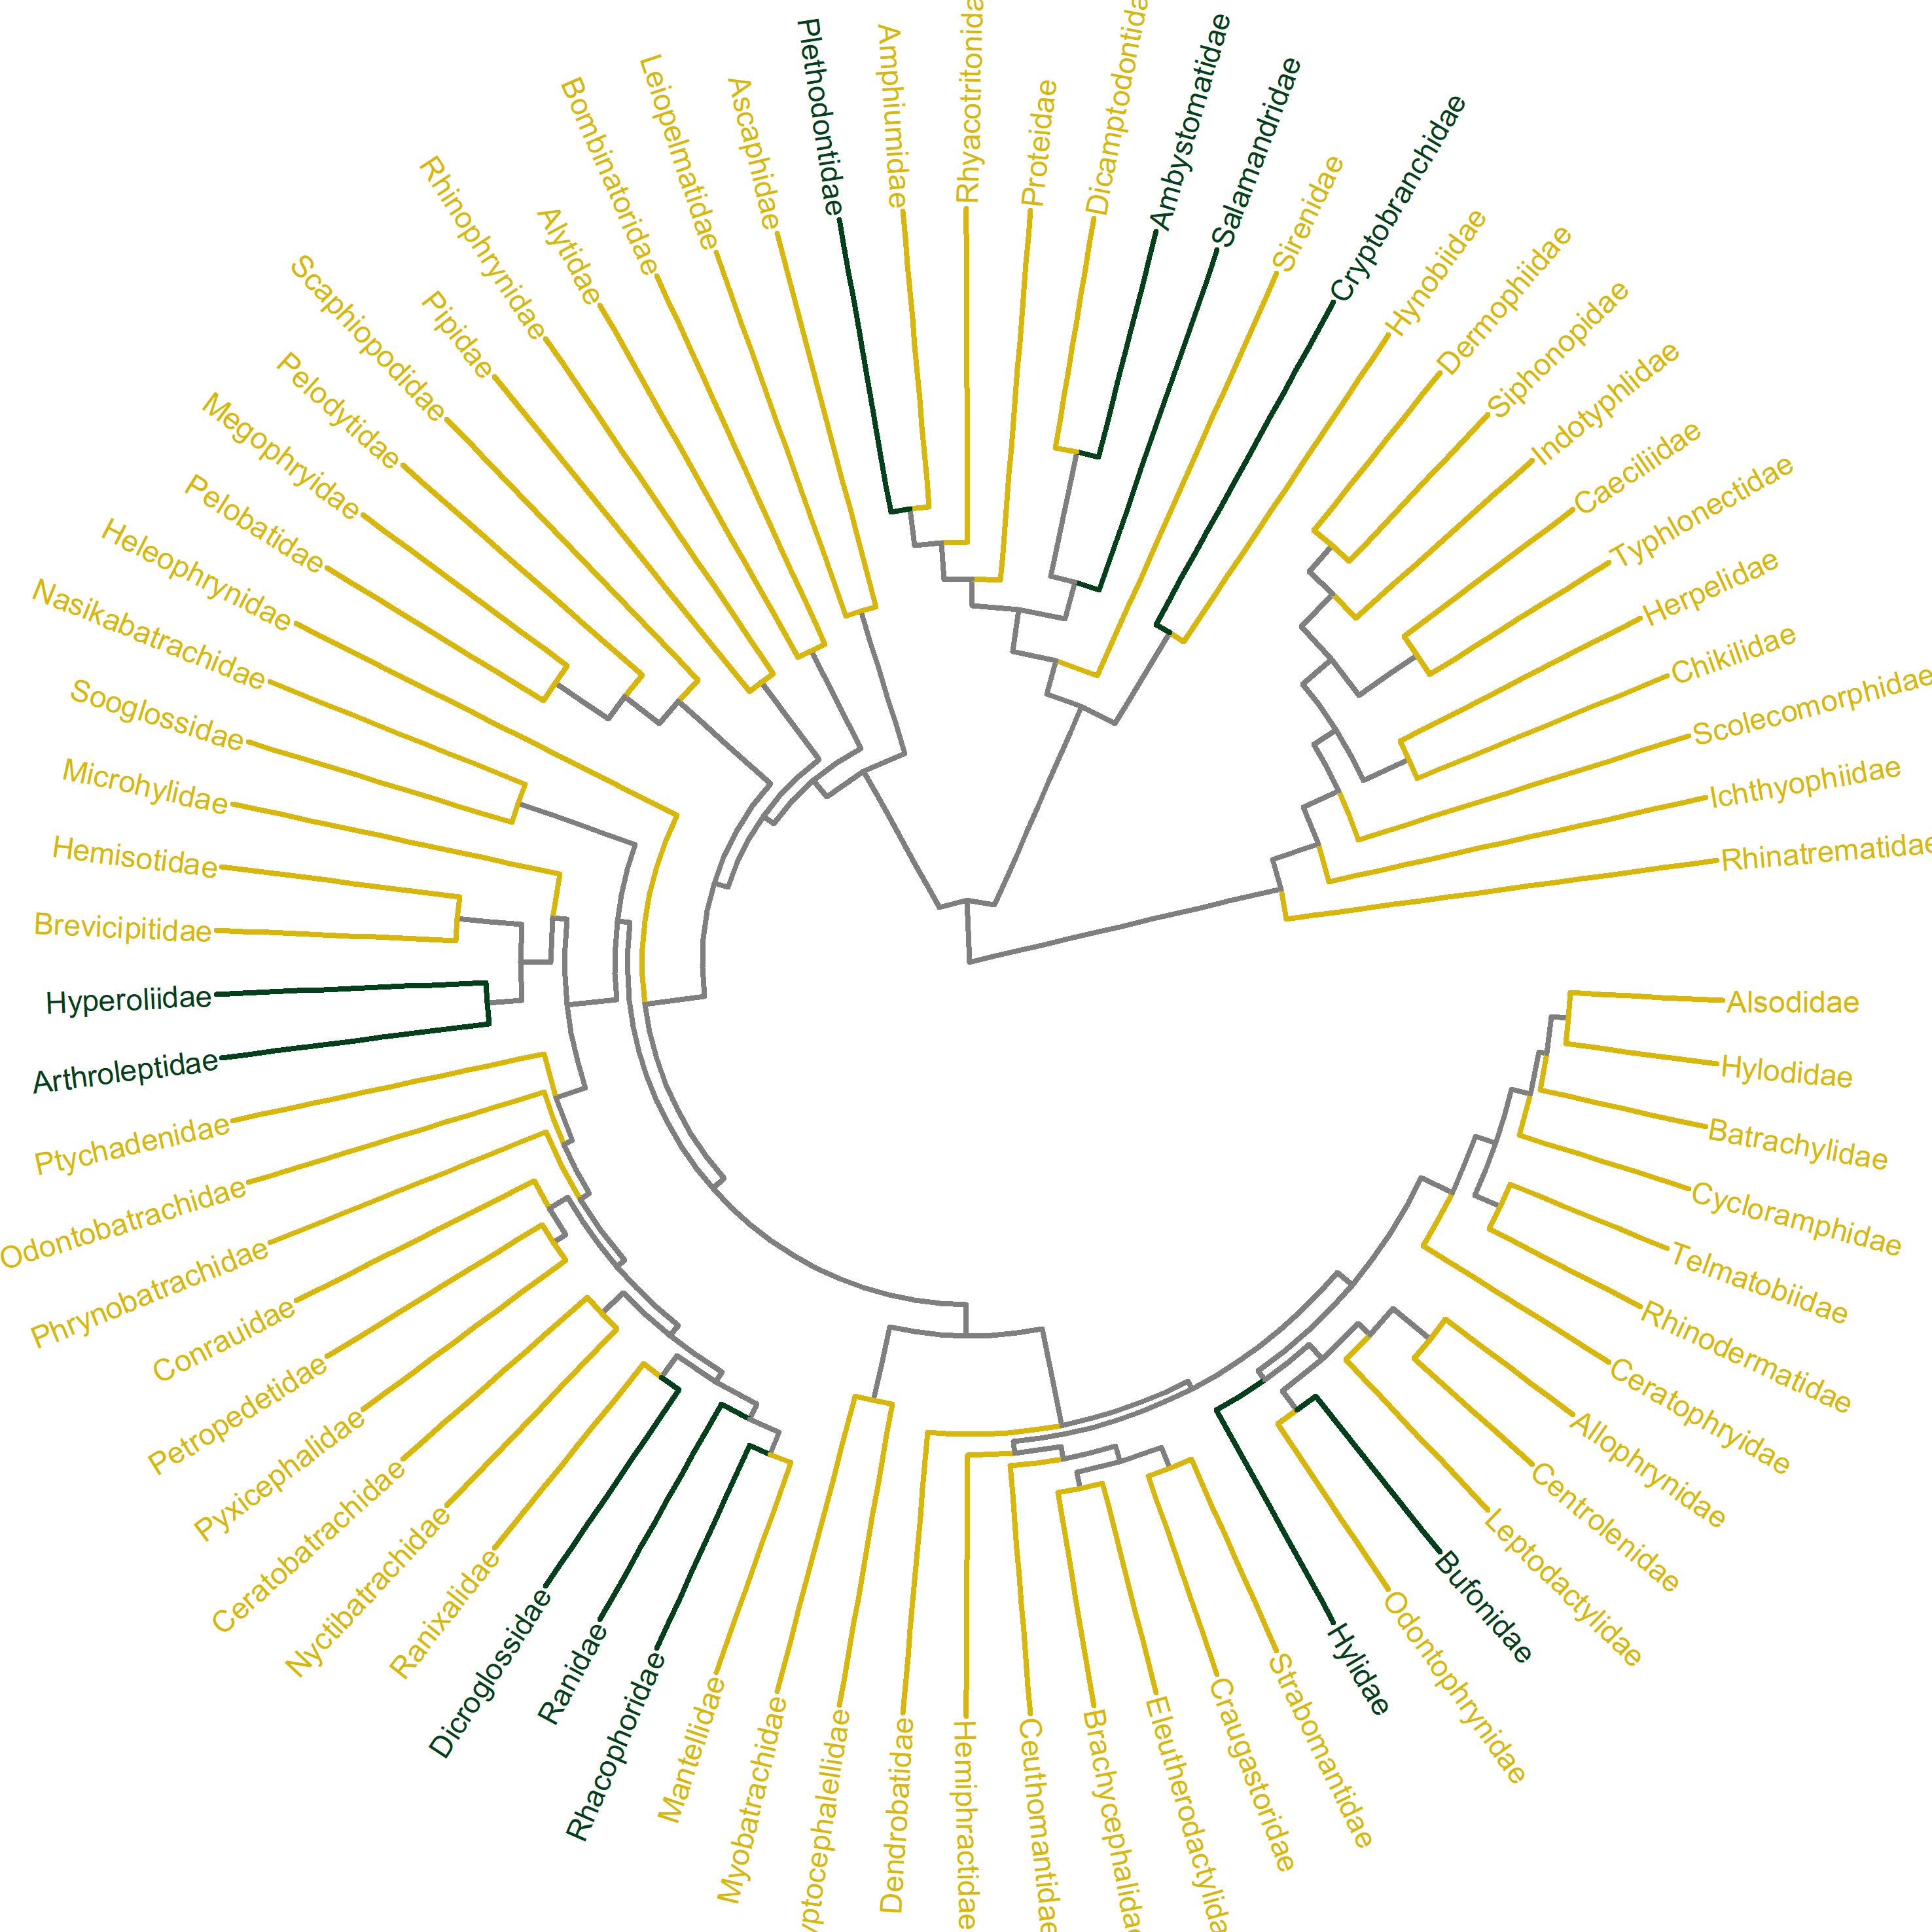 Plethodontidae
Amphiumidae
Rhyacotritonida
Proteidae
Dicamptodontida
Ambystomatidae
Salamandridae
Sirenidae
Cryptobranchidae
Hynobiidae
Dermophiidae
Siphonopidae
Indotyphlidae
Caeciliidae
Typhlonectidae
Herpelidae
Chikilidae
Scolecomorphidae
Ichthyophiidae
Rhinatrematidae
Alsodidae
Hylodidae
Batrachylidae
Cycloramphidae
Telmatobiidae
Rhinodermatidae
Ceratophryidae
Allophrynidae
Centrolenidae
Leptodactylidae
Bufonidae
Odontophrynidae
Hylidae
Strabomantidae
Craugastoridae
Eleutherodactylida
Brachycephalida
Ceuthomantidae
Hemiphractidae
Dendrobatidae
yptocephalellidae
Myobatrachidae
Mantellidae
Rhacophoridae
Ranidae
Dicroglossidae
Ranixalidae
Nyctibatrachidae
Ceratobatrachidae
Pyxicephalidae
Petropedetidae
Conrauidae
Phrynobatrachidae
Odontobatrachidae
Ptychadenidae
Arthroleptidae
Hyperoliidae
Brevicipitidae
Hemisotidae
Microhylidae
Sooglossidae
Nasikabatrachidae
Heleophrynidae
Pelobatidae
Megophryidae
Pelodytidae
Scaphiopodidae
Pipidae
Rhinophrynidae
Alytidae
Bombinatoridae
Leiopelmatidae
Ascaphidae